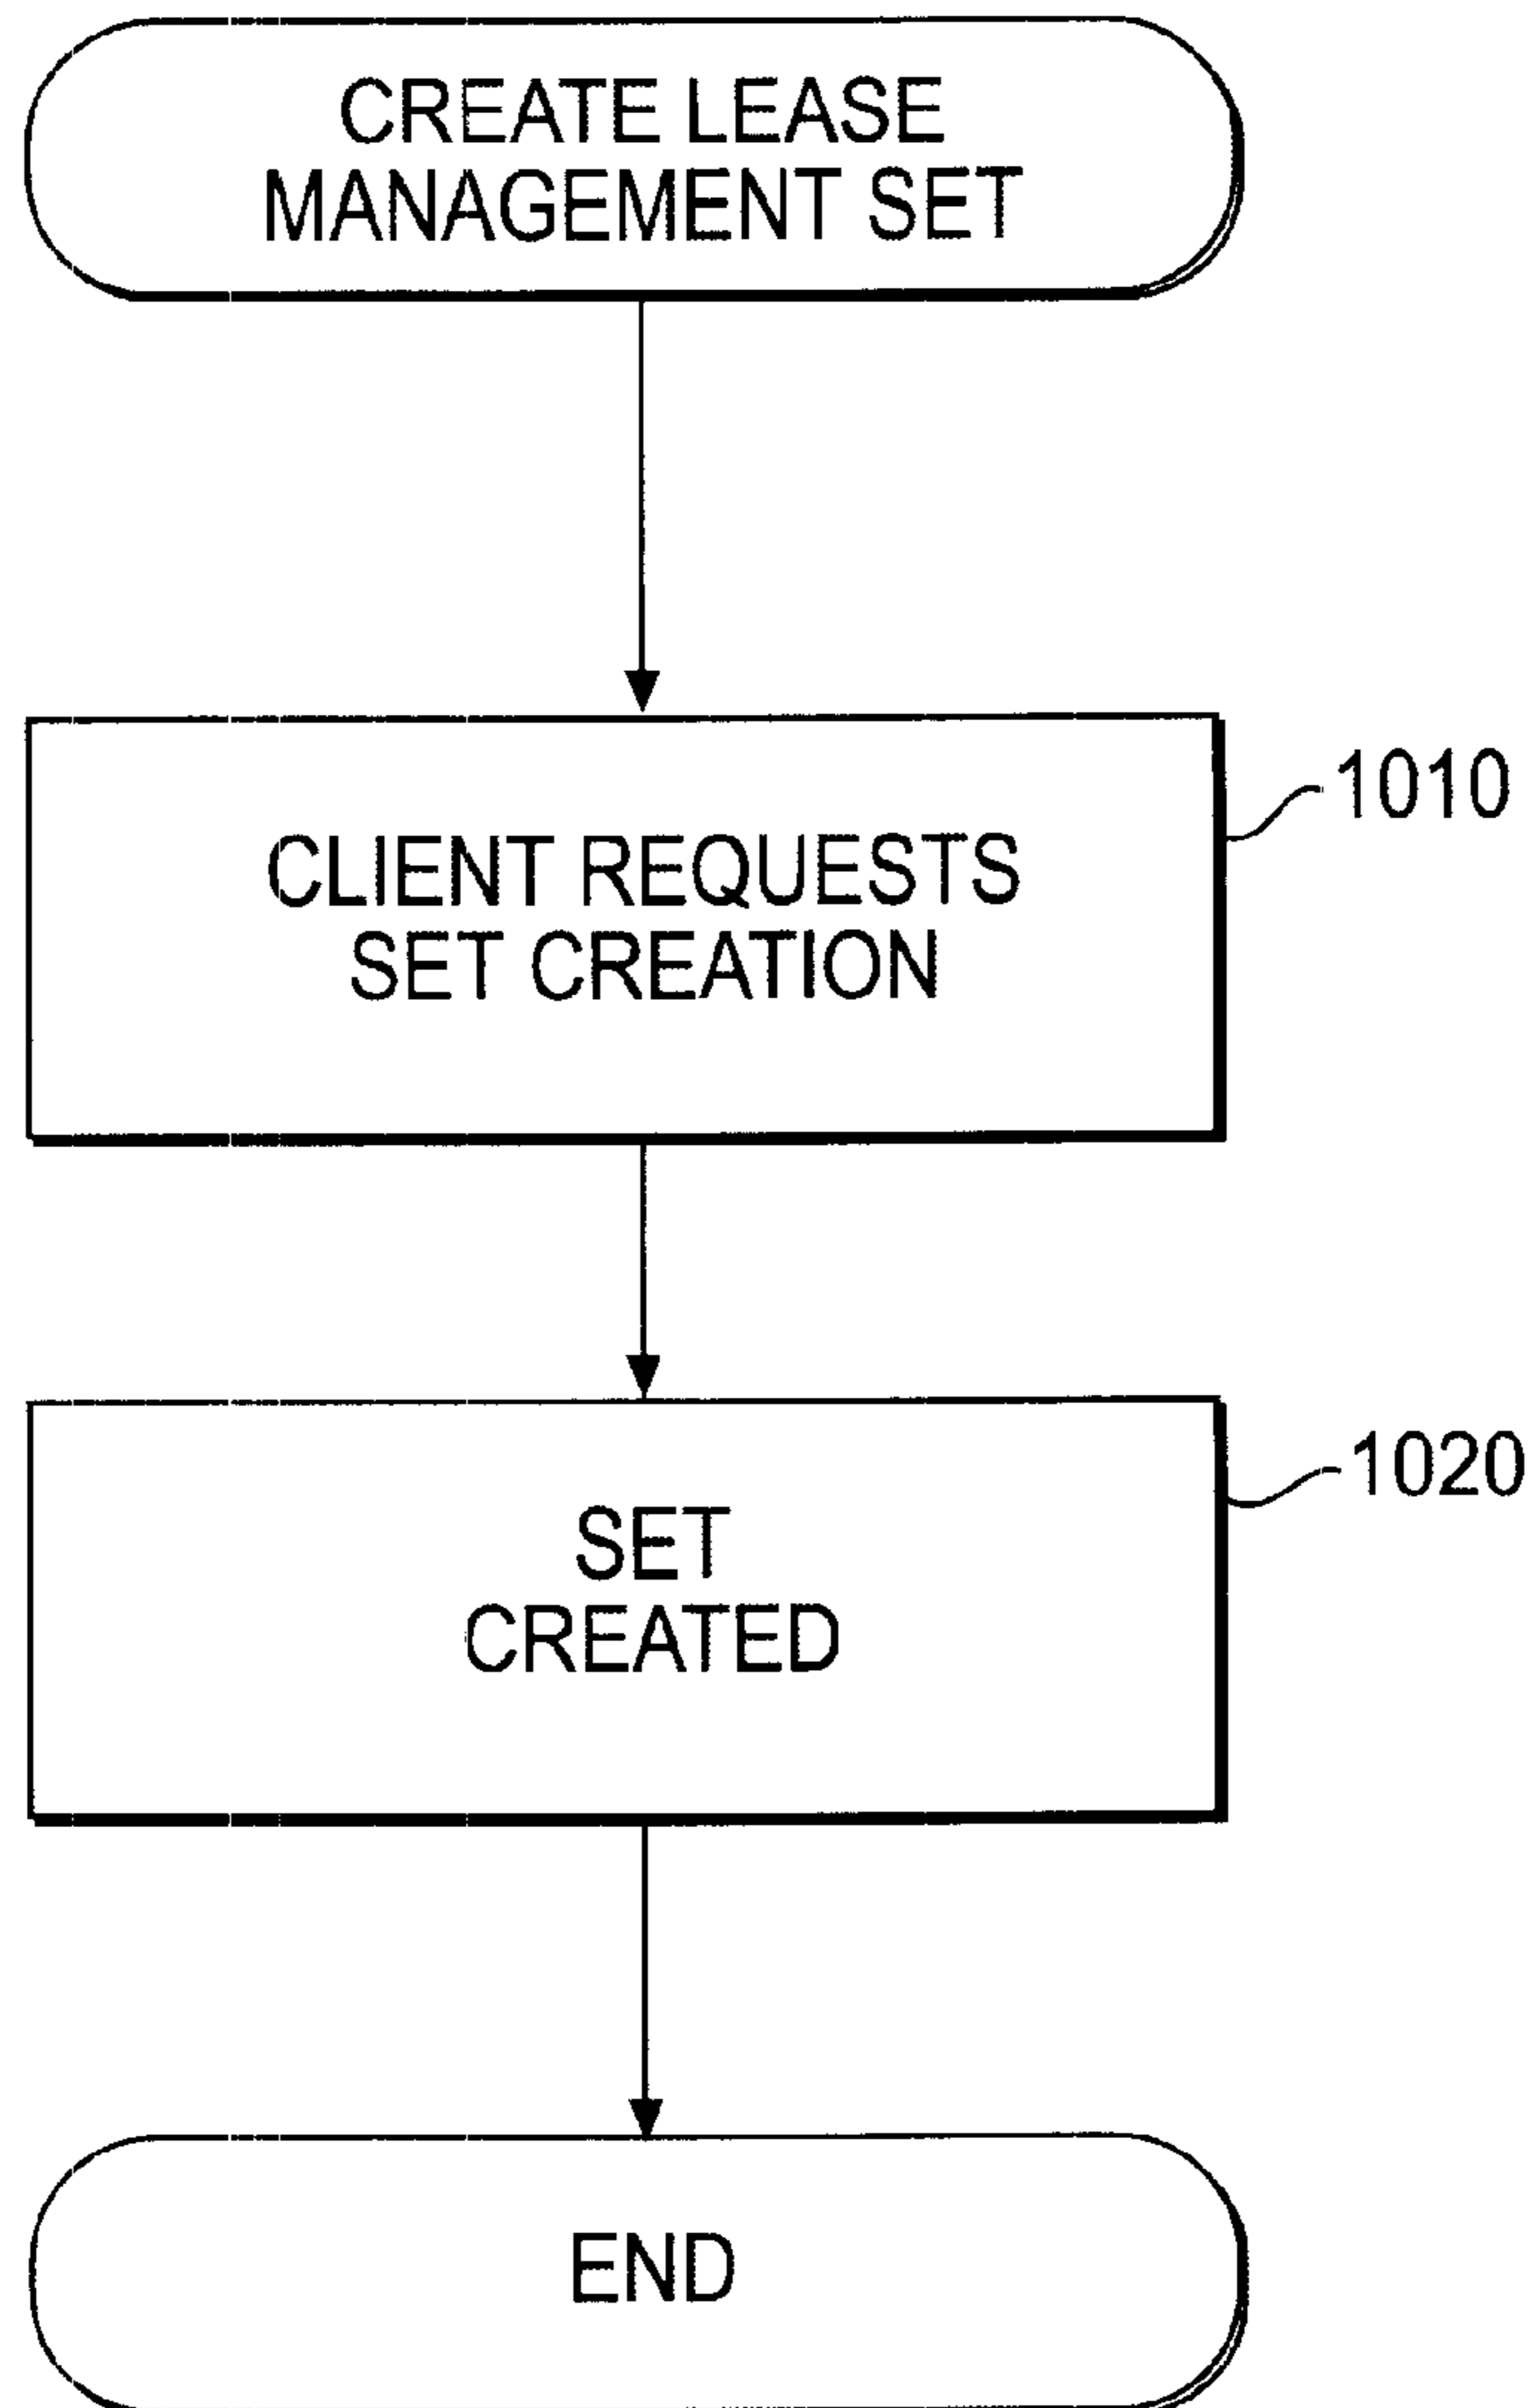 CREATE LEASE
MANAGEMENT SET
1010
CLIENT REQUESTS
SET CREATION
1020
SET
CREATED
END